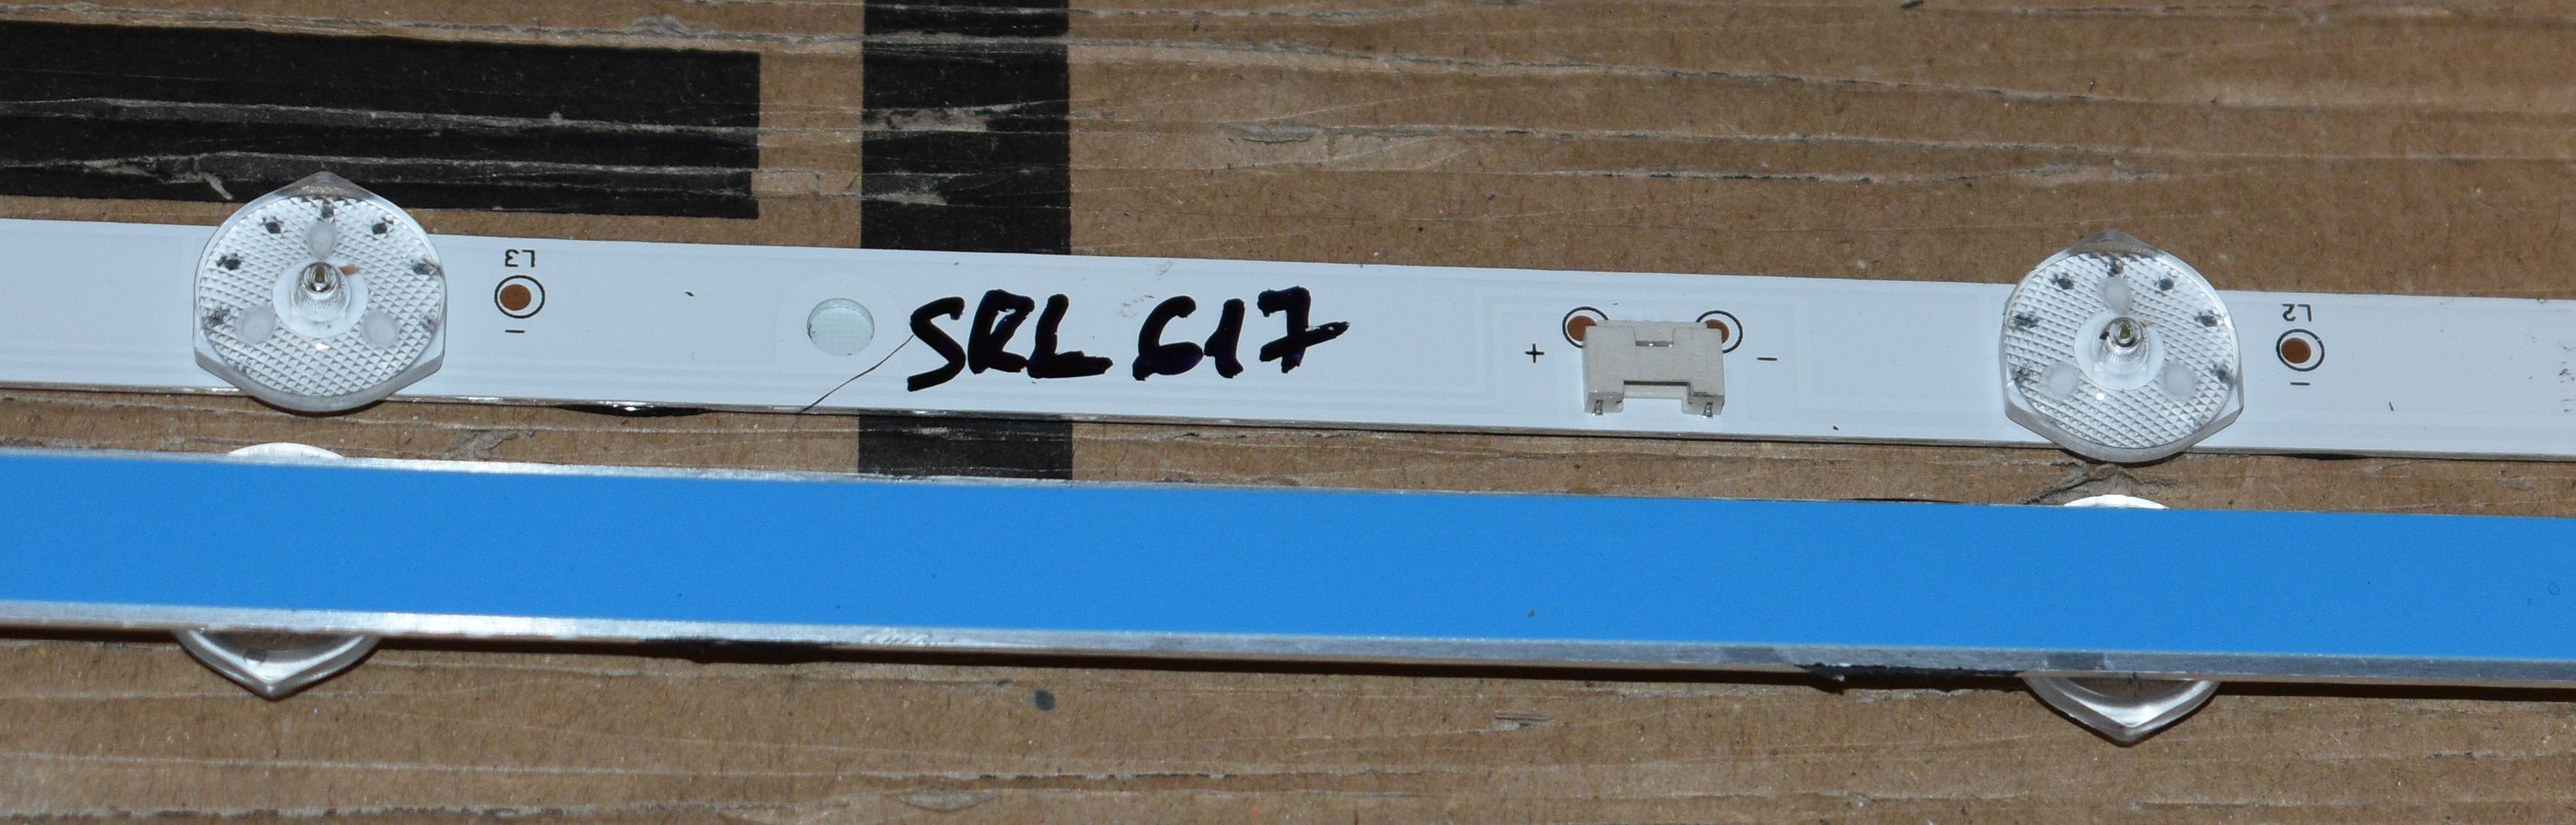 L3
SRL 617
+ -
L2